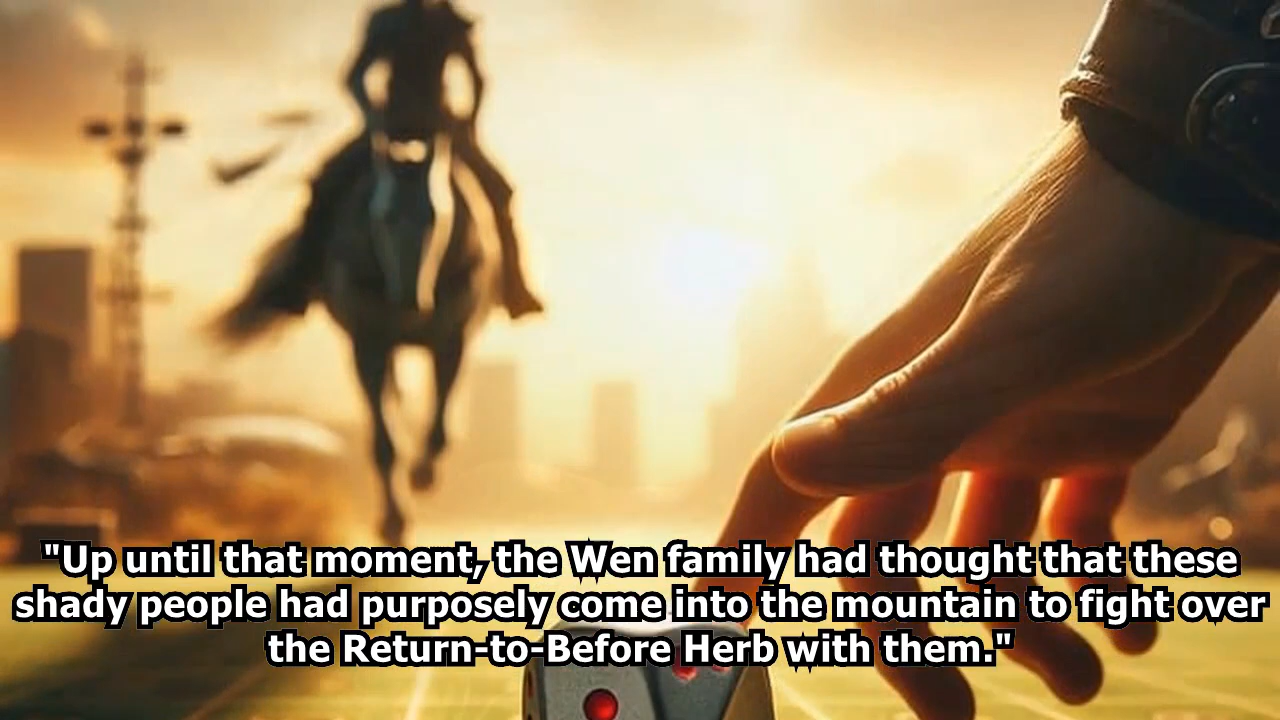 "Up until that moment, the Wen family had thought that these
shady people had purposely come into the mountain to fight over
the Return-to-Before Herb with them."